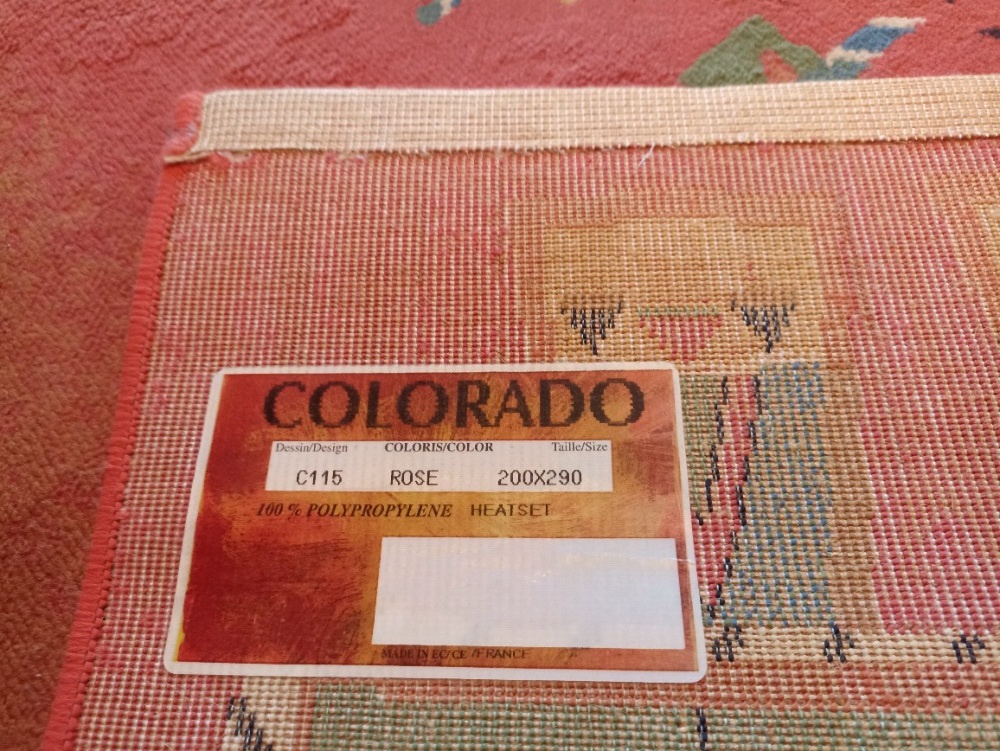 COLORADO
Dessin/Design COLORIS/COLOR Taille/Size
C115 ROSE 200X290
100 % POLYPROPYLENE HEATSET
MADE IN EC/CE /FRANCE